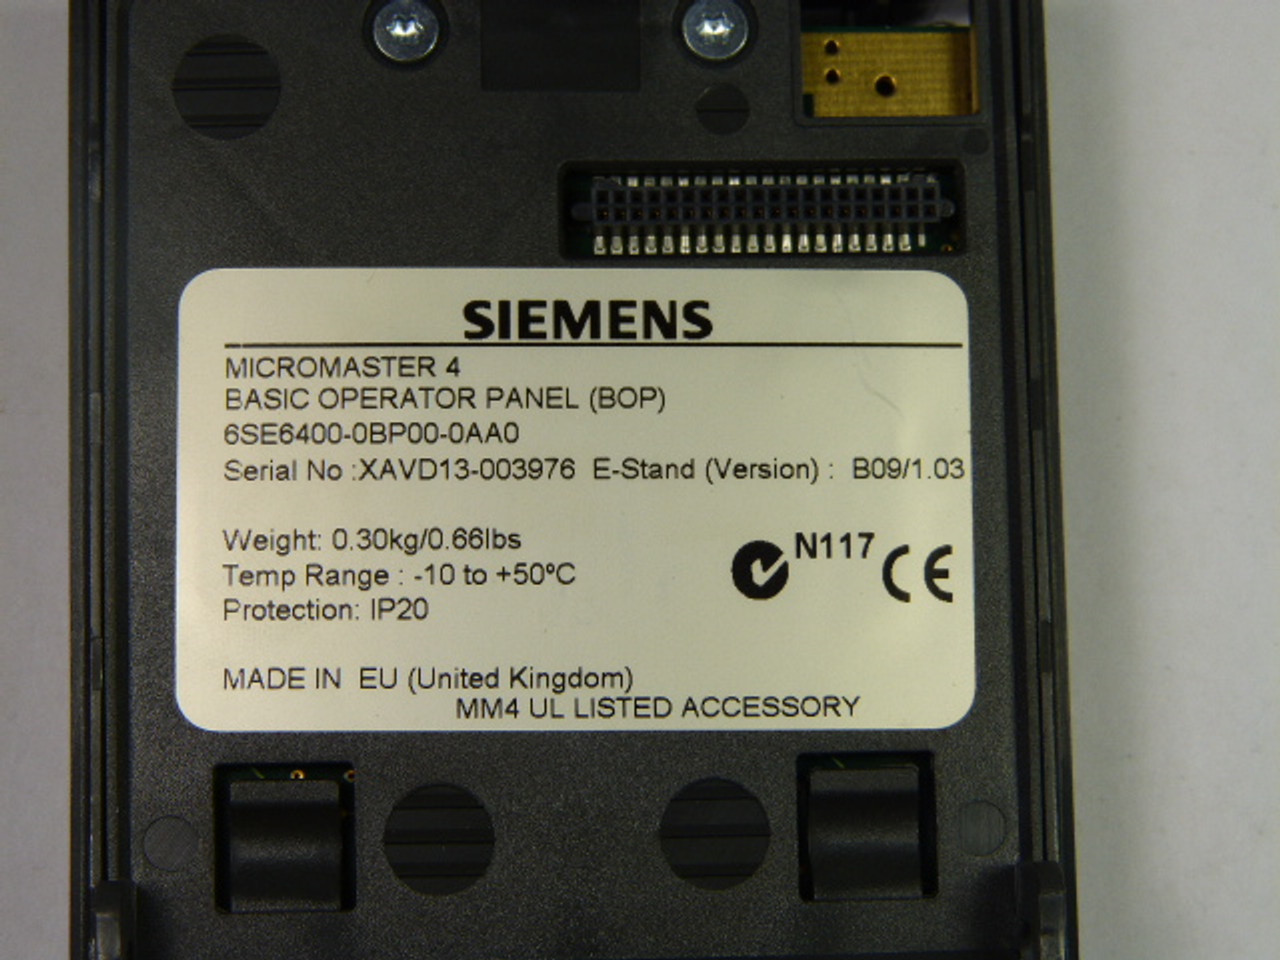 SIEMENS
MICROMASTER 4
BASIC OPERATOR PANEL (BOP)
6SE6400-0BP00-0AA0
Serial No :XAVD13-003976 E-Stand (Version) : B09/1.03
Weight: 0.30kg/0.66lbs
N117 CE
Temp Range : -10 to +50ºC
Protection: IP20
MADE IN EU (United Kingdom)
MM4 UL LISTED ACCESSORY